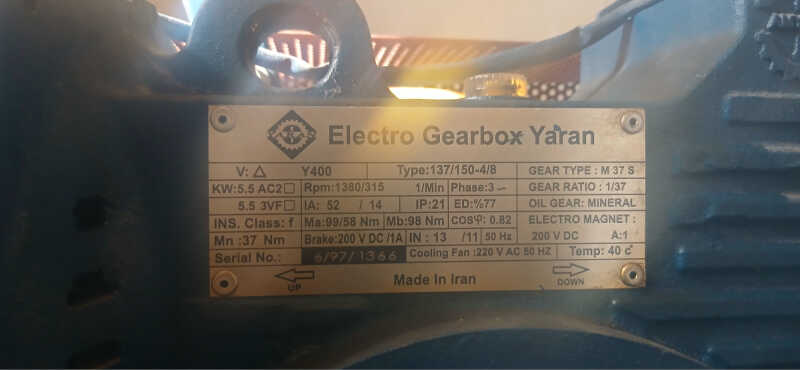 Electro Gearbox Yaran
V: △ Y400 Type:137/150-4/8 GEAR TYPE : M 37 S
KW:5.5 AC2□ Rpm:1380/315 1/Min Phase:3 ~ GEAR RATIO : 1/37
5.5 3VF□ IA: 52 / 14 IP:21 ED:%77 OIL GEAR: MINERAL
INS. Class: f Ma:99/58 Nm Mb:98 Nm COSφ: 0.82 ELECTRO MAGNET :
Mn :37 Nm Brake:200 V DC /1A IN : 13 /11 50 Hz 200 V DC A:1
Serial No.: 6/97/1366 Cooling Fan :220 V AC 50 HZ Temp: 40 c°
UP Made In Iran DOWN